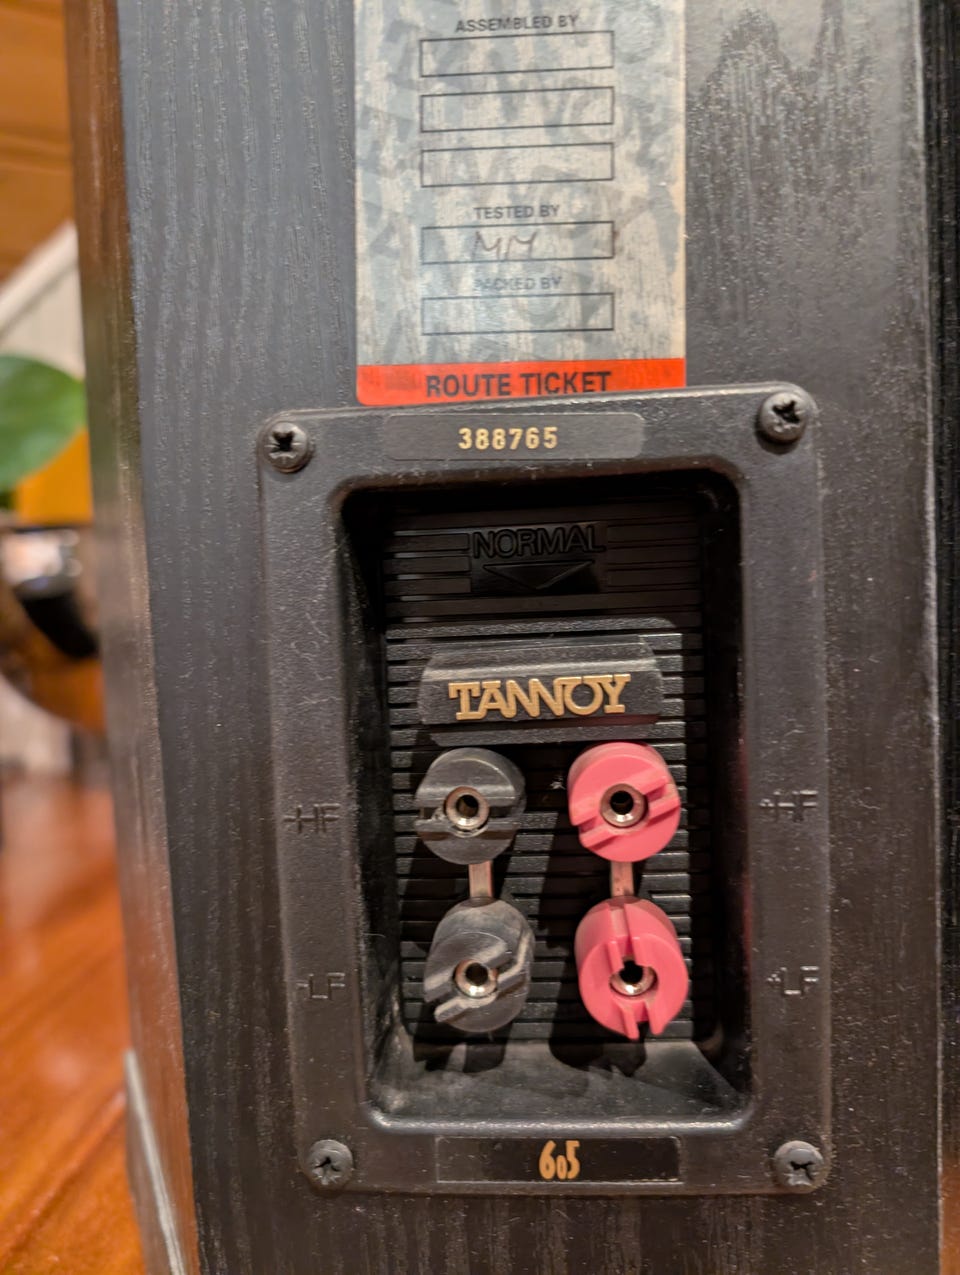 ASSEMBLED BY
TESTED BY
MM
PACKED BY
ROUTE TICKET
388765
NORMAL
TANNOY
-HF +HF
-LF +LF
605